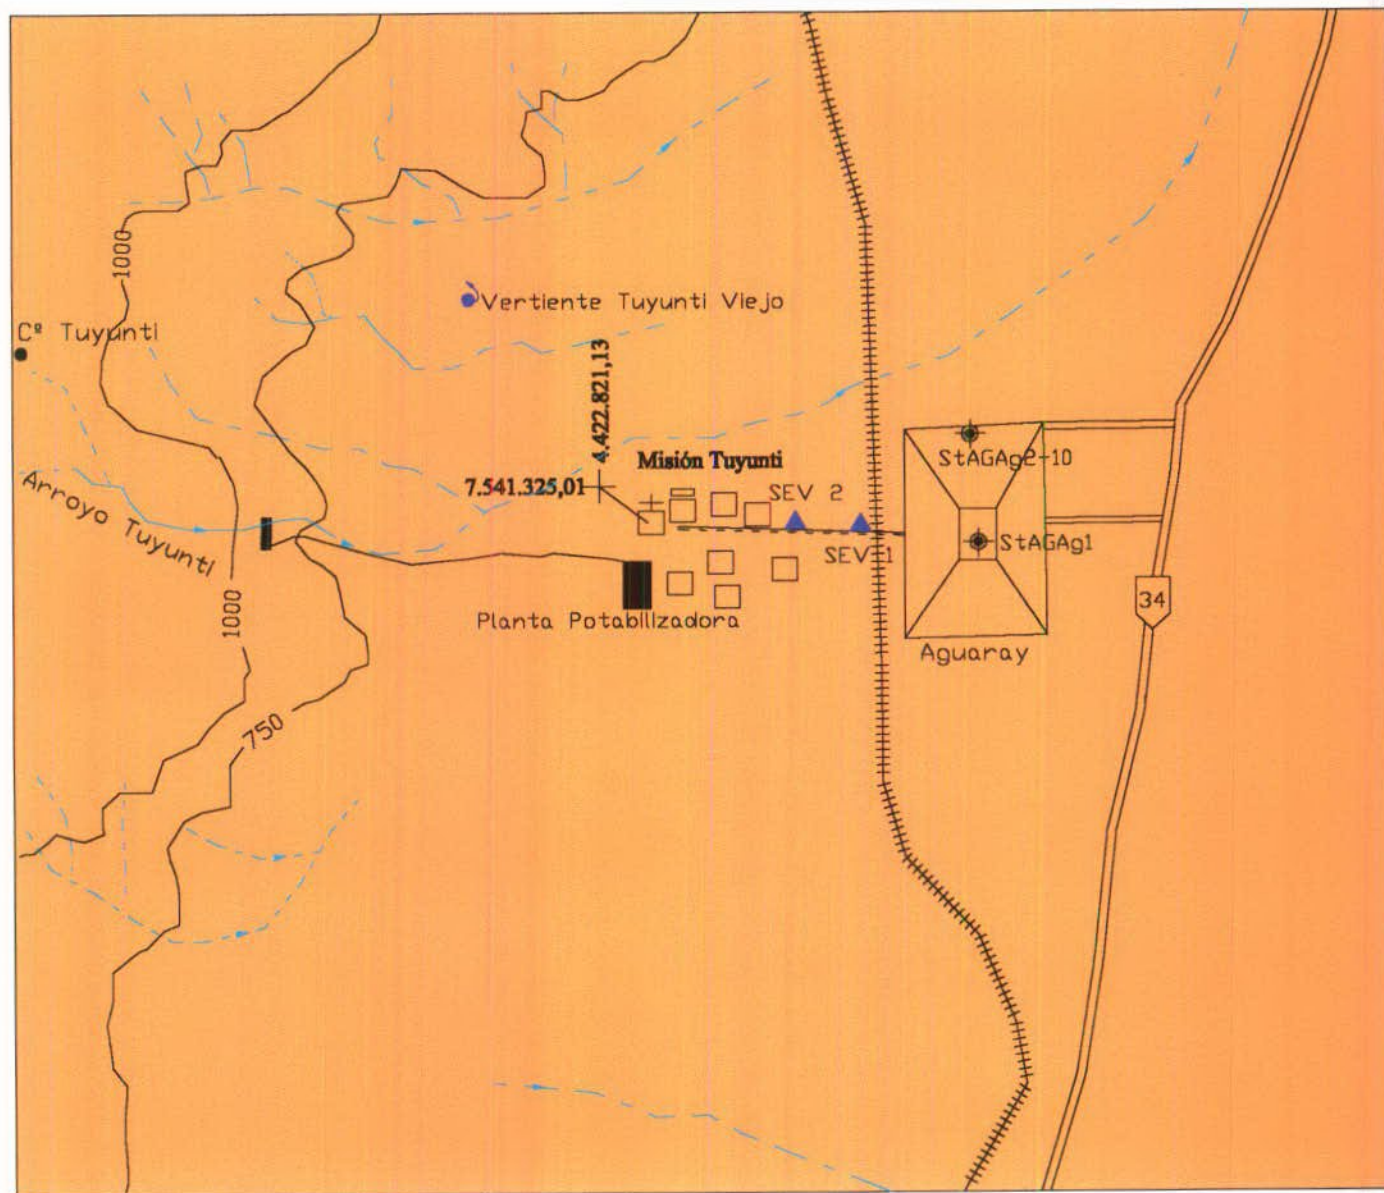 1000
Vertiente Tuyunti Viejo
Cº Tuyunti
4.422.821,13
7.541.325,01
Misión Tuyunti
StAGAg2-10
SEV 2
SEV 1
StAGAg1
Arroyo Tuyunti
1000
34
Planta Potabilizadora
Aguaray
750